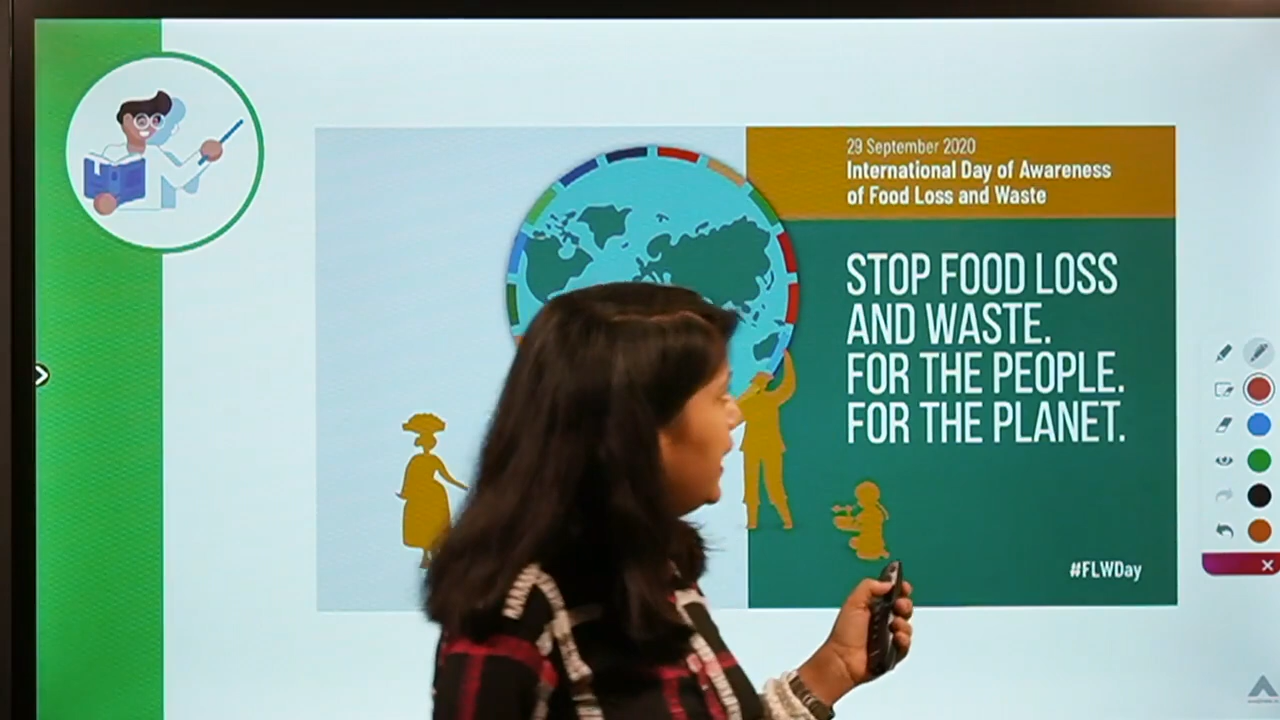 29 September 2020
International Day of Awareness
of Food Loss and Waste
STOP FOOD LOSS
AND WASTE.
FOR THE PEOPLE.
FOR THE PLANET.
#FLWDay